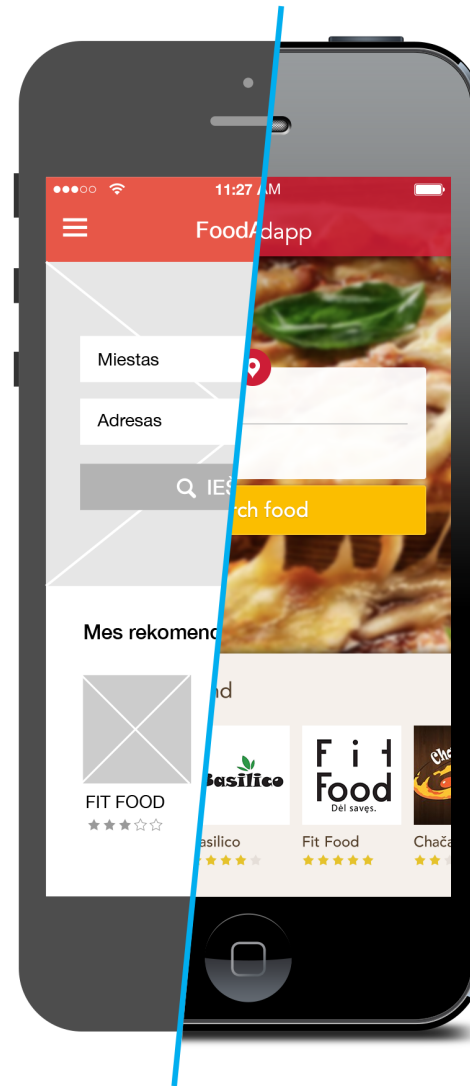 11:27 AM
FoodAdapp
Miestas
Adresas
IEŠ
rch food
Mes rekomend
nd
FIT FOOD
Basilico
asilico
Fit Food
Dėl savęs.
Fit Food
Cha
Chača